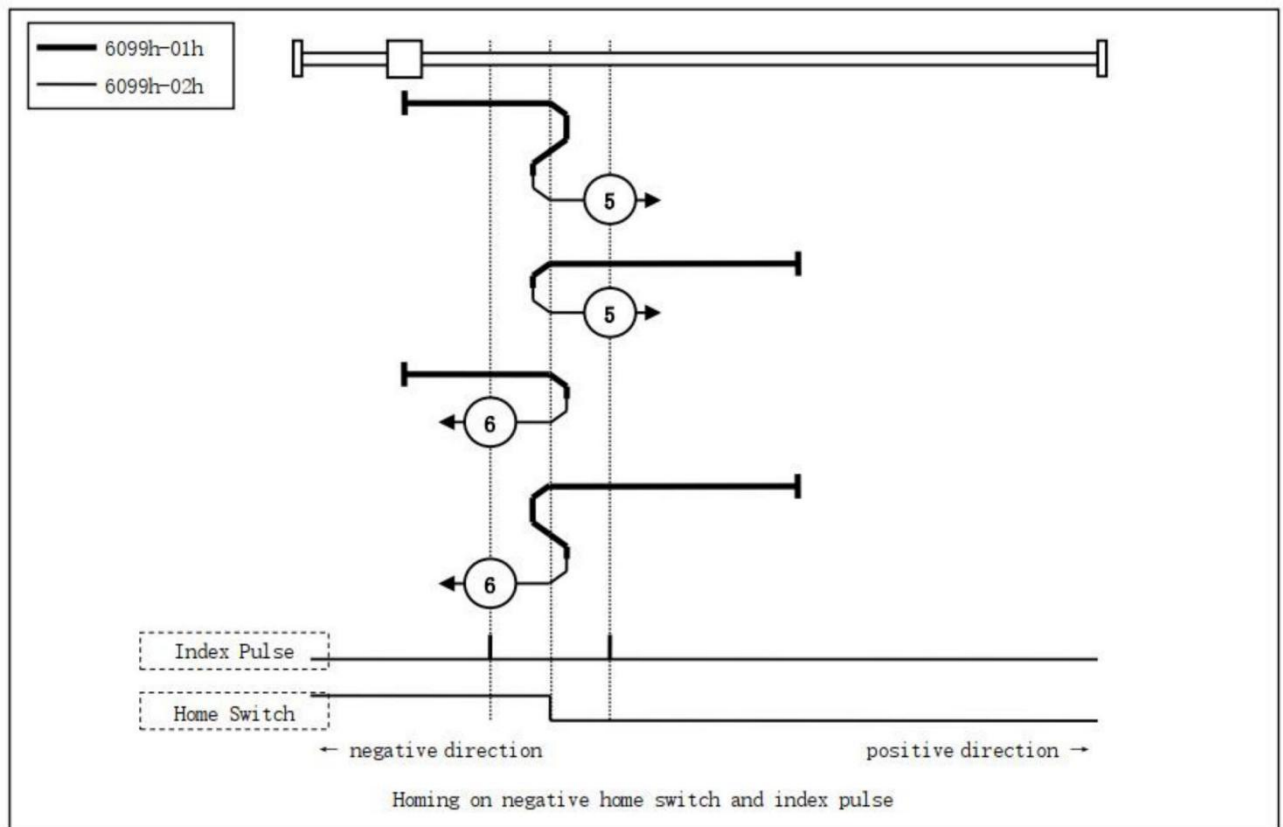 6099h-01h
6099h-02h
5
5
6
6
Index Pulse
Home Switch
← negative direction
positive direction →
Homing on negative home switch and index pulse